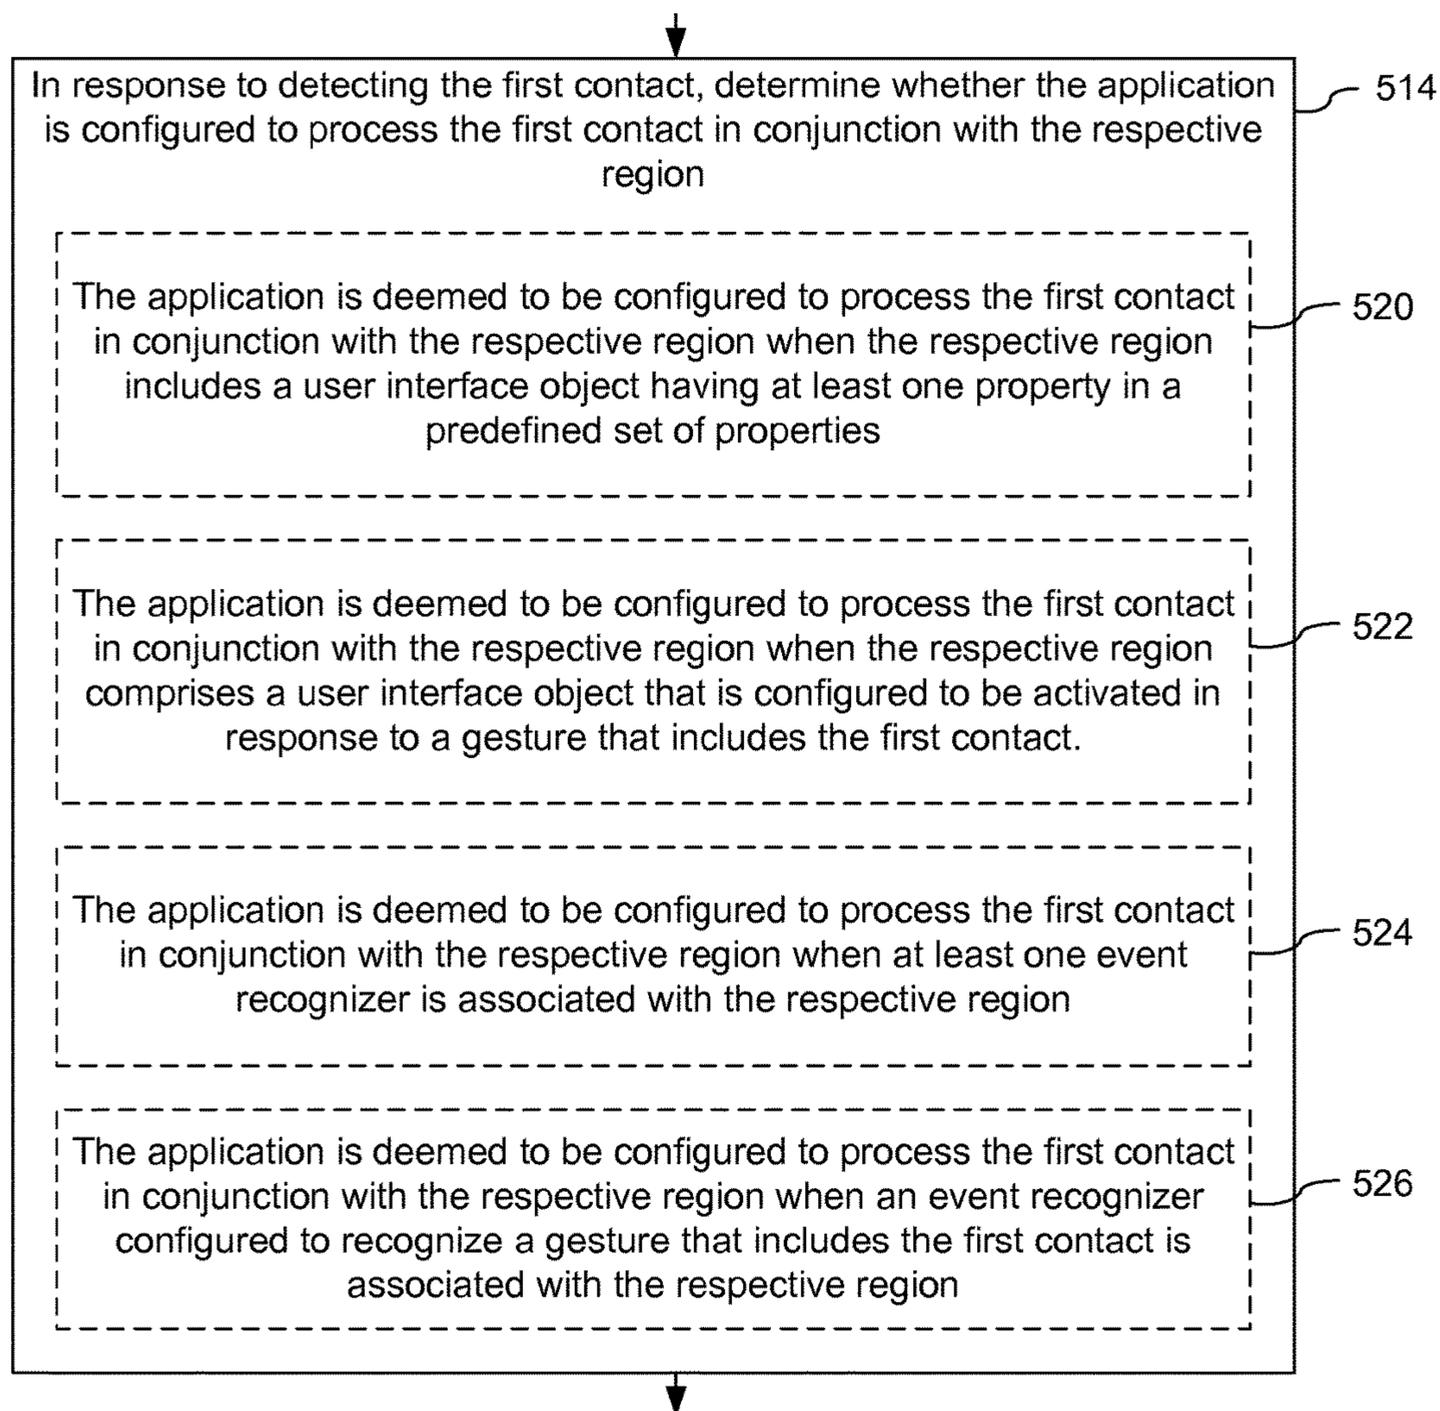 In response to detecting the first contact, determine whether the application
is configured to process the first contact in conjunction with the respective
region
514
The application is deemed to be configured to process the first contact
in conjunction with the respective region when the respective region
includes a user interface object having at least one property in a
predefined set of properties
520
The application is deemed to be configured to process the first contact
in conjunction with the respective region when the respective region
comprises a user interface object that is configured to be activated in
response to a gesture that includes the first contact.
522
The application is deemed to be configured to process the first contact
in conjunction with the respective region when at least one event
recognizer is associated with the respective region
524
The application is deemed to be configured to process the first contact
in conjunction with the respective region when an event recognizer
configured to recognize a gesture that includes the first contact is
associated with the respective region
526